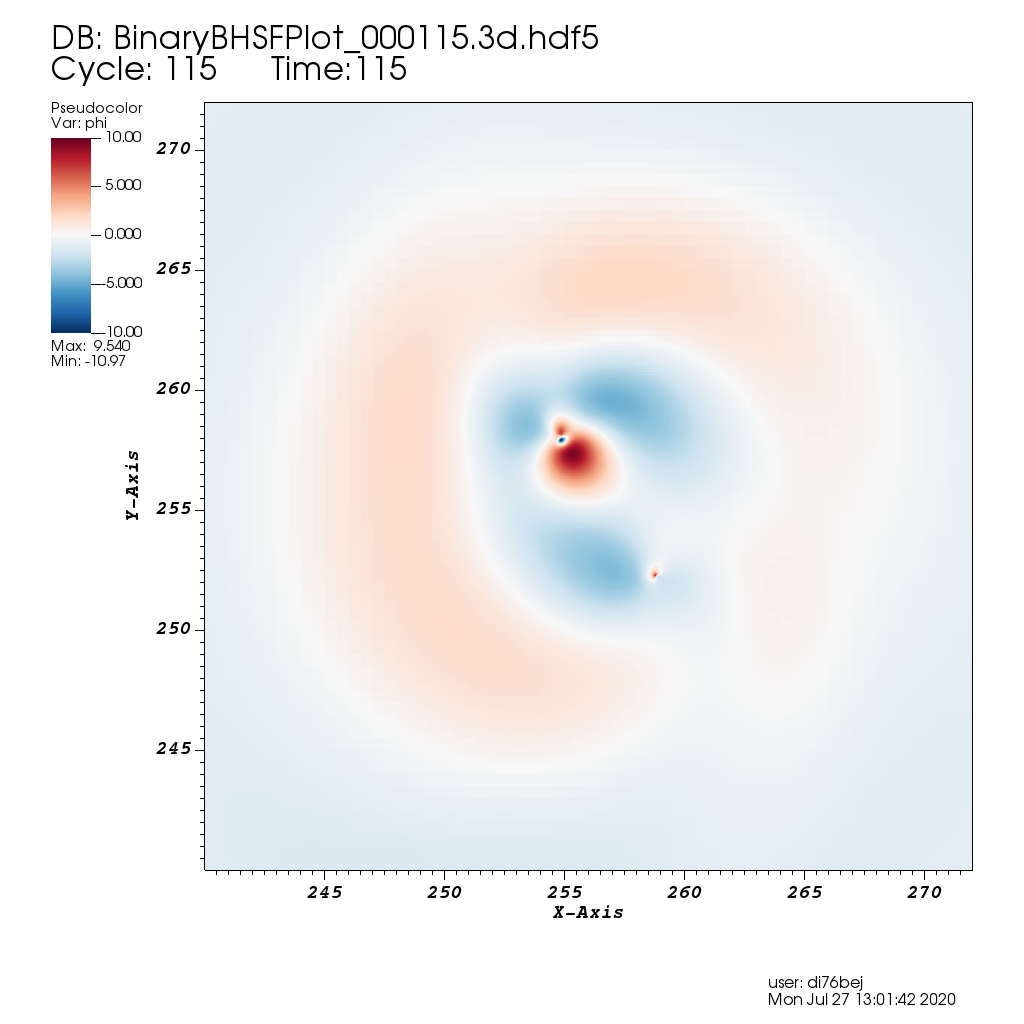 DB: BinaryBHSFPlot_000115.3d.hdf5
Cycle: 115 Time:115
Pseudocolor
Var: phi
10.00
5.000
0.000
-5.000
-10.00
Max: 9.540
Min: -10.97
270
265
260
255
250
245
Y-Axis
245 250 255 260 265 270
X-Axis
user: di76bej
Mon Jul 27 13:01:42 2020